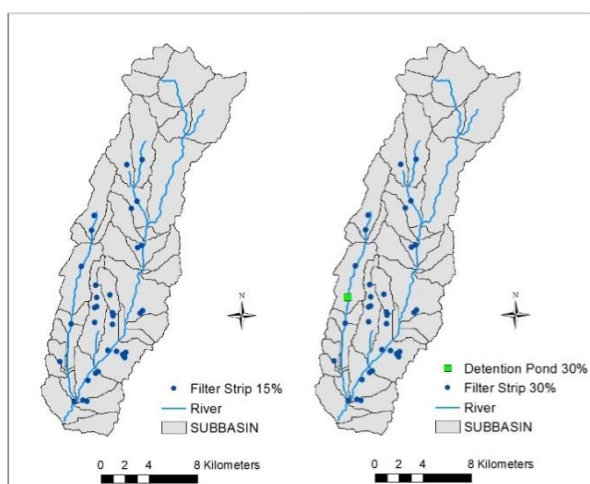 N
Filter Strip 15%
River
SUBBASIN
0 2 4 8 Kilometers
N
Detention Pond 30%
Filter Strip 30%
River
SUBBASIN
0 2 4 8 Kilometers